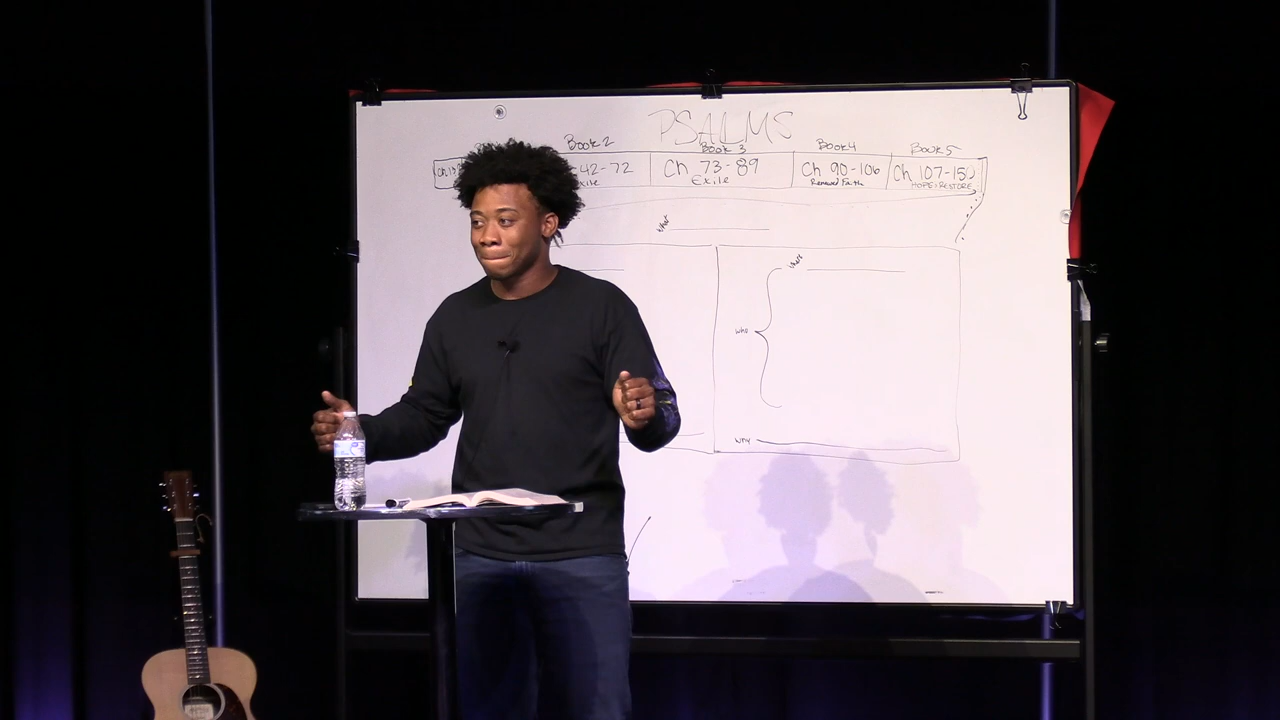 PSALMS
Book 2 Book 3 Book 4 Book 5
42-72 Ch 73-89 Ch 90-106 Ch 107-150
Exile Renewed Faith HOPE & RESTORE
what
what
who
why